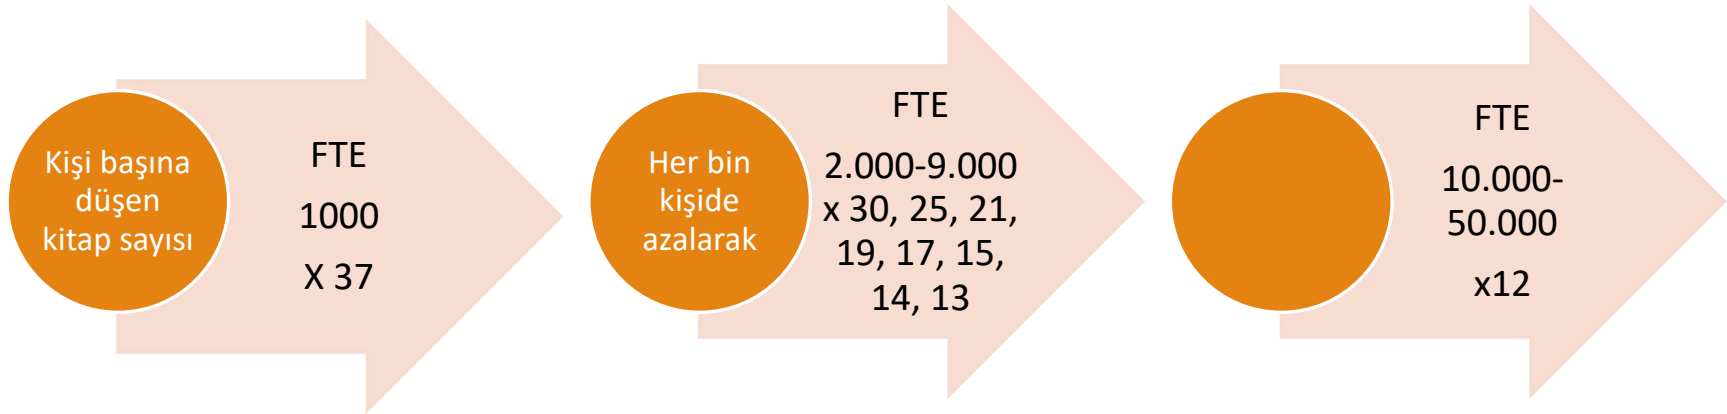 Kişi başına
düşen
kitap sayısı
FTE
1000
X 37
Her bin
kişide
azalarak
FTE
2.000-9.000
x 30, 25, 21,
19, 17, 15,
14, 13
FTE
10.000-
50.000
x12